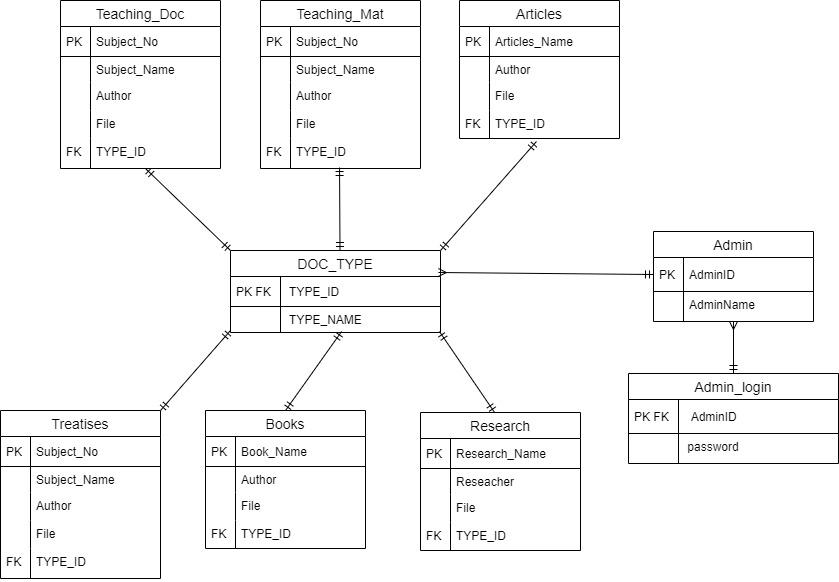 Teaching_Doc
PK Subject_No
Subject_Name
Author
File
FK TYPE_ID
Teaching_Mat
PK Subject_No
Subject_Name
Author
File
FK TYPE_ID
Articles
PK Articles_Name
Author
File
FK TYPE_ID
DOC_TYPE
PK FK TYPE_ID
TYPE_NAME
Admin
PK AdminID
AdminName
Admin_login
PK FK AdminID
password
Treatises
PK Subject_No
Subject_Name
Author
File
FK TYPE_ID
Books
PK Book_Name
Author
File
FK TYPE_ID
Research
PK Research_Name
Reseacher
File
FK TYPE_ID